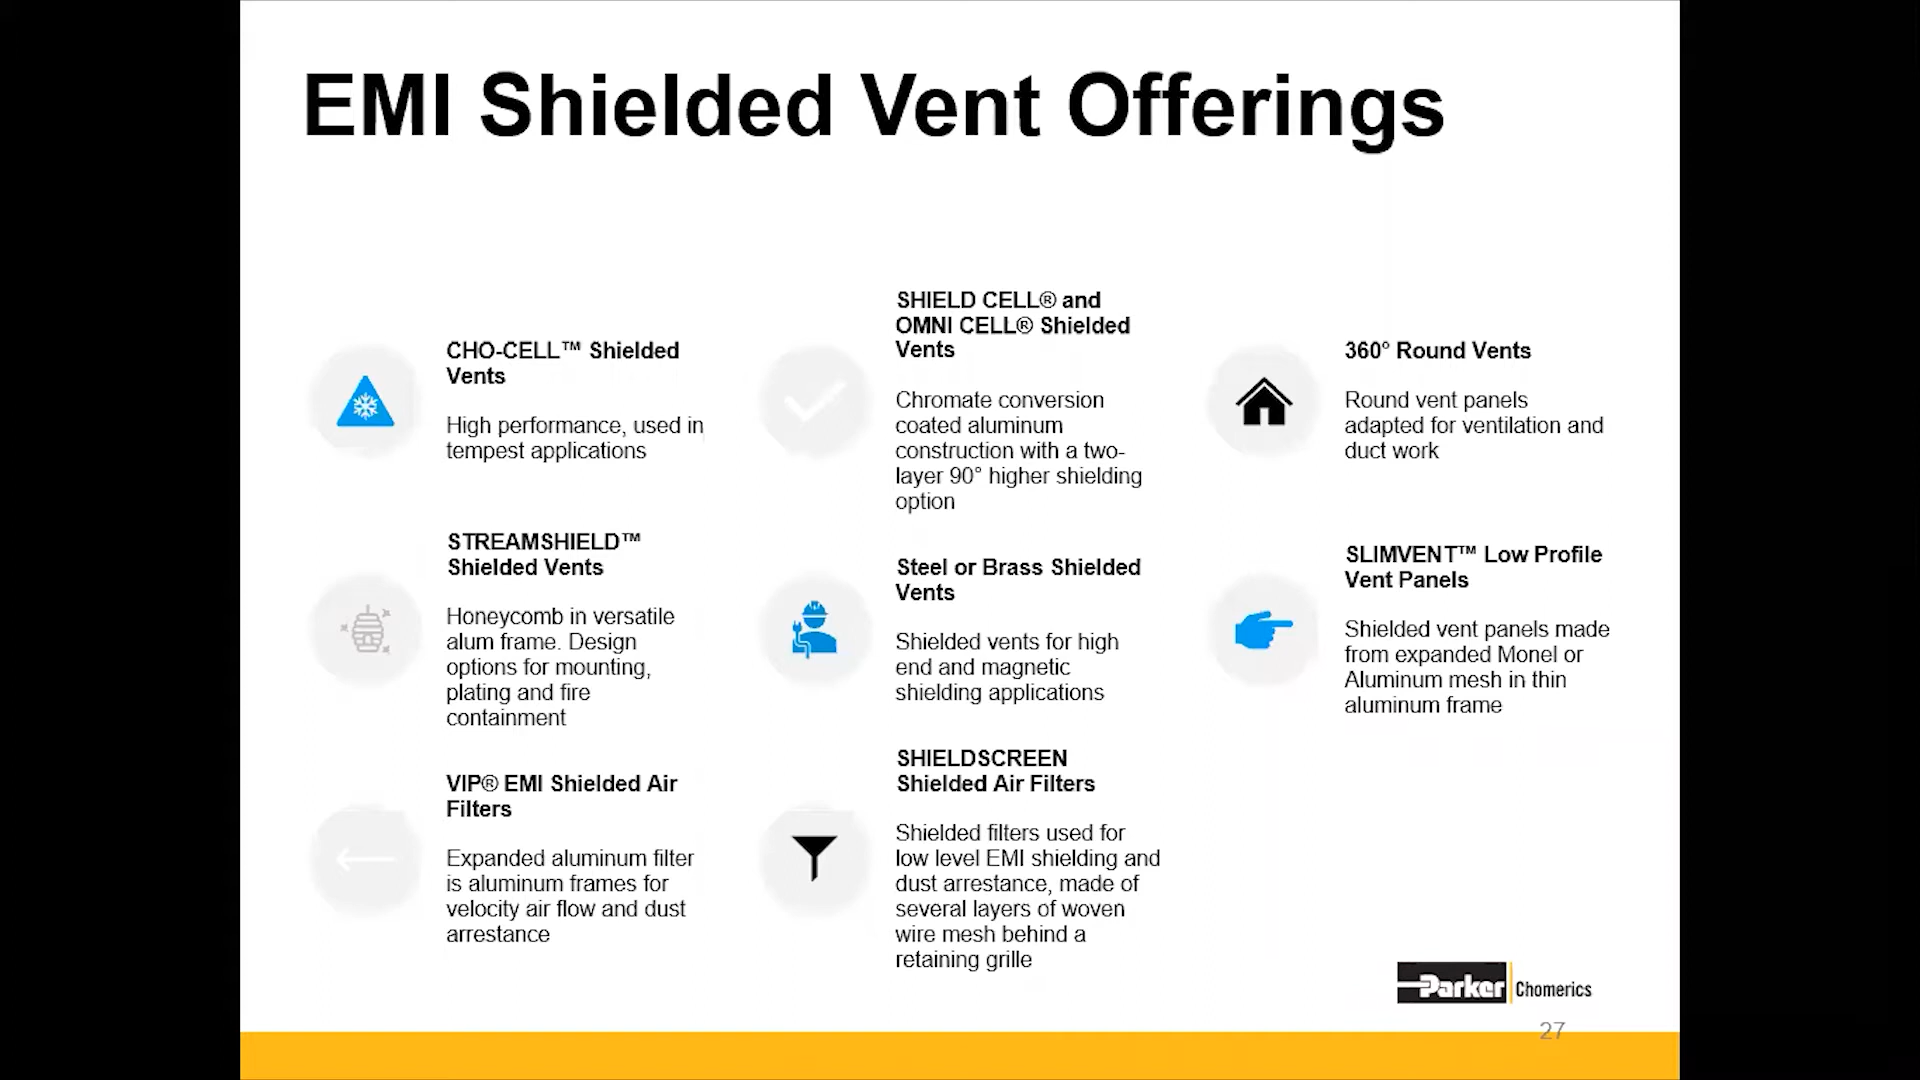 EMI Shielded Vent Offerings
CHO-CELL™ Shielded
Vents
High performance, used in
tempest applications
SHIELD CELL® and
OMNI CELL® Shielded
Vents
Chromate conversion
coated aluminum
construction with a two-
layer 90° higher shielding
option
360° Round Vents
Round vent panels
adapted for ventilation and
duct work
STREAMSHIELD™
Shielded Vents
Honeycomb in versatile
alum frame. Design
options for mounting,
plating and fire
containment
Steel or Brass Shielded
Vents
Shielded vents for high
end and magnetic
shielding applications
SLIMVENT™ Low Profile
Vent Panels
Shielded vent panels made
from expanded Monel or
Aluminum mesh in thin
aluminum frame
VIP® EMI Shielded Air
Filters
Expanded aluminum filter
is aluminum frames for
velocity air flow and dust
arrestance
SHIELDSCREEN
Shielded Air Filters
Shielded filters used for
low level EMI shielding and
dust arrestance, made of
several layers of woven
wire mesh behind a
retaining grille
Parker Chomerics
27